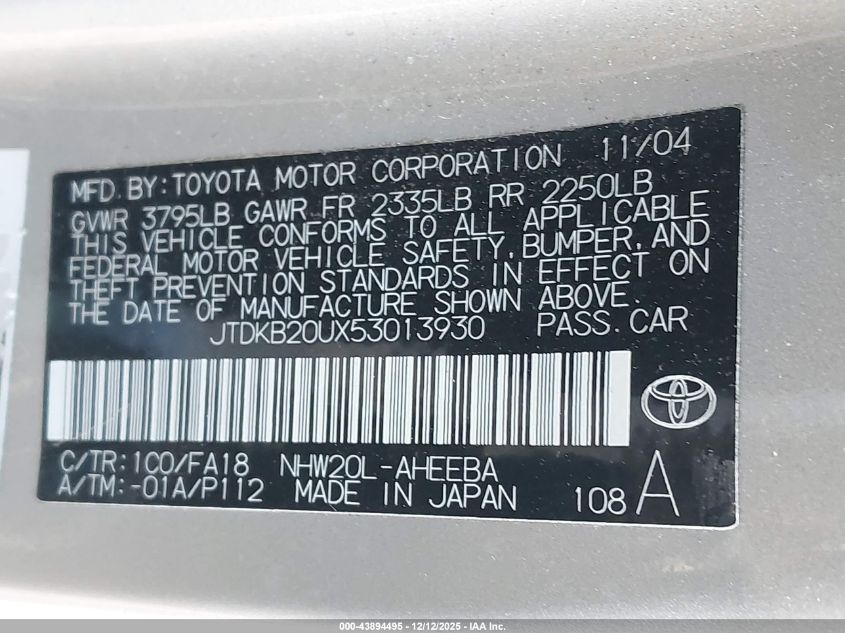 MFD. BY: TOYOTA MOTOR CORPORATION 11/04
GVWR 3795LB GAWR FR 2335LB RR 2250LB
THIS VEHICLE CONFORMS TO ALL APPLICABLE
FEDERAL MOTOR VEHICLE SAFETY, BUMPER, AND
THEFT PREVENTION STANDARDS IN EFFECT ON
THE DATE OF MANUFACTURE SHOWN ABOVE.
JTDKB20UX53013930 PASS. CAR
C/TR: 1C0/FA18 NHW20L-AHEEBA
A/TM: -01A/P112 MADE IN JAPAN 108 A
000-43894495 - 12/12/2025 - IAA Inc.